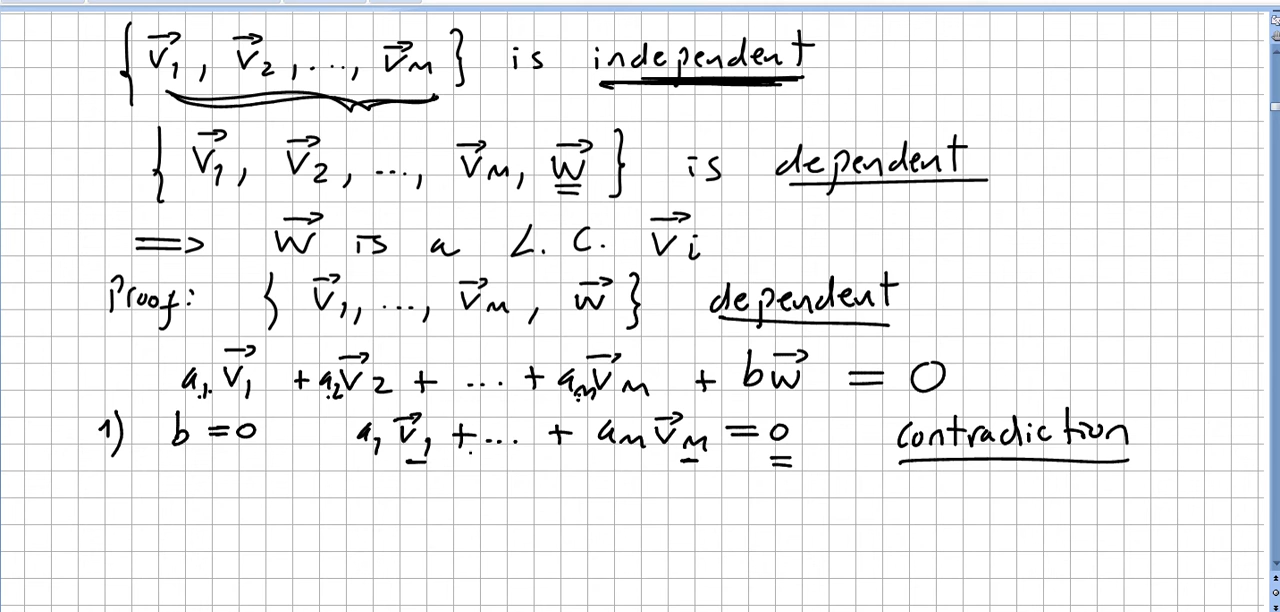 {v⃗₁, v⃗₂, ..., v⃗ₘ} is independent
{v⃗₁, v⃗₂, ..., v⃗ₘ, w⃗} is dependent
⟹ w⃗ is a L.C. v⃗ᵢ
Proof: {v⃗₁, ..., v⃗ₘ, w⃗} dependent
a₁v⃗₁ + a₂v⃗₂ + ... + aₘv⃗ₘ + bw⃗ = 0
1) b = 0 a₁v⃗₁ + ... + aₘv⃗ₘ = 0 contradiction